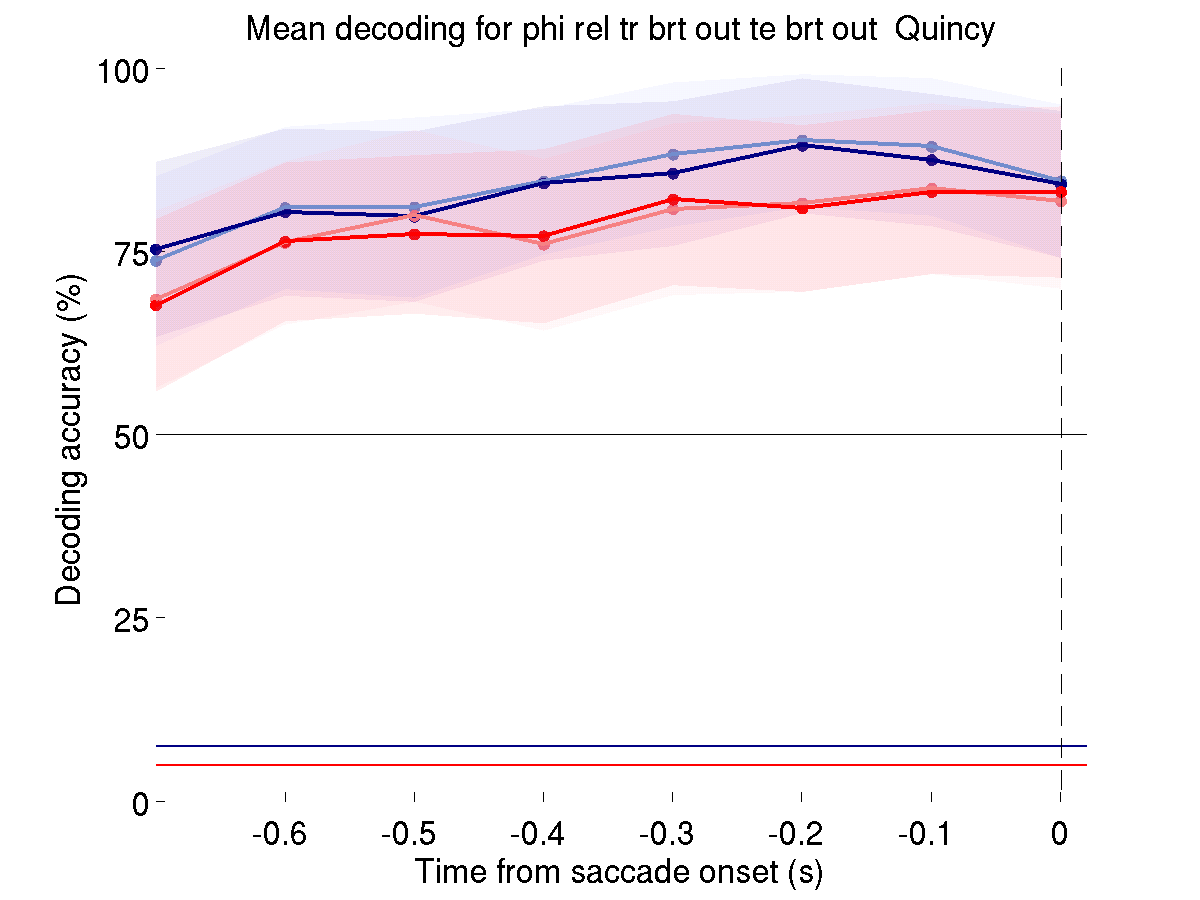 Mean decoding for phi rel tr brt out te brt out  Quincy
100
75
50
25
0
Decoding accuracy (%)
-0.6 -0.5 -0.4 -0.3 -0.2 -0.1 0
Time from saccade onset (s)